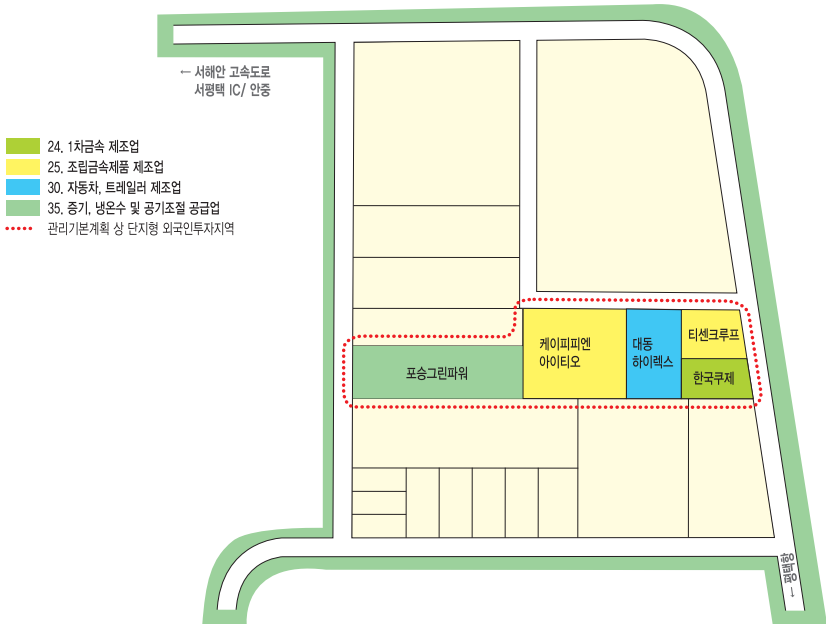 ← 서해안 고속도로
서평택 IC/ 안중
24. 1차금속 제조업
25. 조립금속제품 제조업
30. 자동차, 트레일러 제조업
35. 증기, 냉온수 및 공기조절 공급업
관리기본계획 상 단지형 외국인투자지역
포승그린파워
케이피피엔
아이티오
대동
하이렉스
티센크루프
한국쿠제
← 평택항